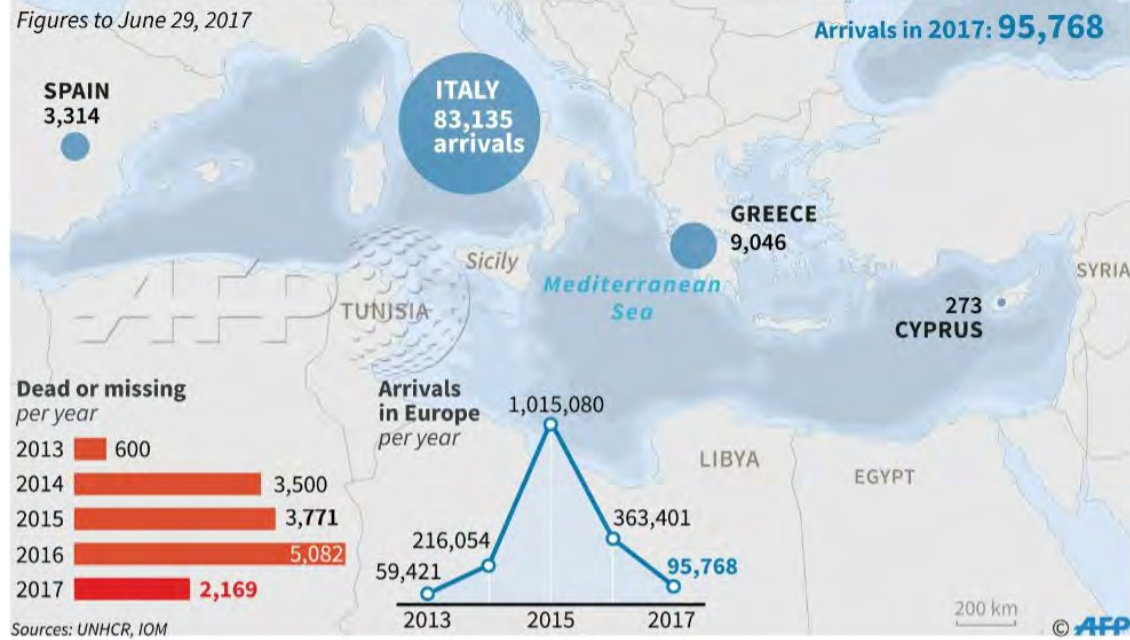 Figures to June 29, 2017
Arrivals in 2017: 95,768
SPAIN
3,314
ITALY
83,135
arrivals
GREECE
9,046
Sicily
Mediterranean
Sea
SYRIA
273
CYPRUS
AFP
TUNISIA
LIBYA
EGYPT
Dead or missing
per year
2013 600
2014 3,500
2015 3,771
2016 5,082
2017 2,169
Arrivals
in Europe
per year
1,015,080
363,401
216,054
59,421
95,768
2013 2015 2017
200 km
Sources: UNHCR, IOM
© AFP